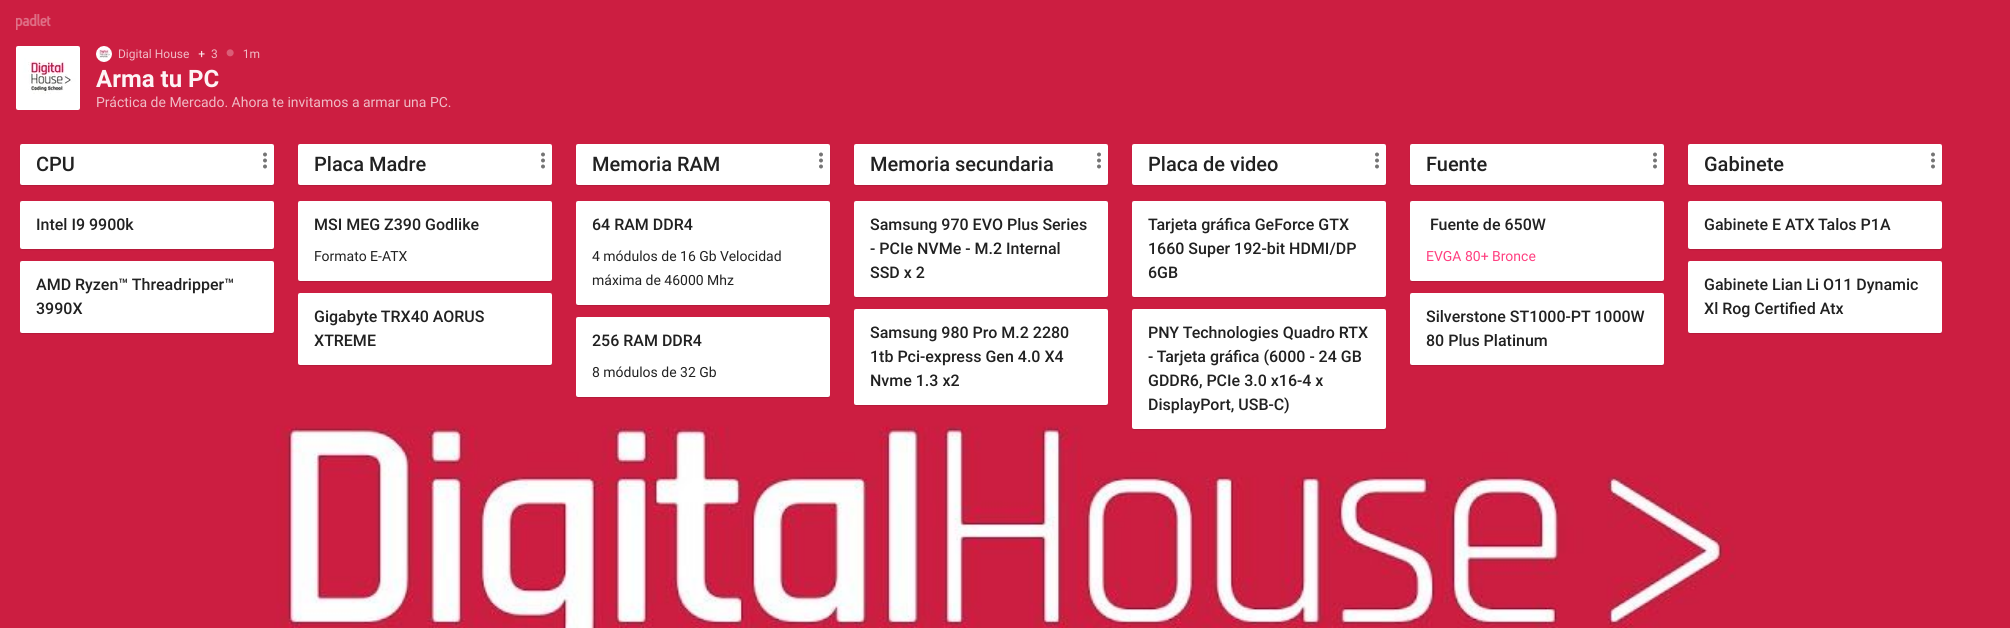 padlet
Digital
House>
Coding School
Digital House + 3 1m
Arma tu PC
Práctica de Mercado. Ahora te invitamos a armar una PC.
CPU
Intel I9 9900k
AMD Ryzen™ Threadripper™
3990X
Placa Madre
MSI MEG Z390 Godlike
Formato E-ATX
Gigabyte TRX40 AORUS
XTREME
Memoria RAM
64 RAM DDR4
4 módulos de 16 Gb Velocidad
máxima de 46000 Mhz
256 RAM DDR4
8 módulos de 32 Gb
Memoria secundaria
Samsung 970 EVO Plus Series
- PCIe NVMe - M.2 Internal
SSD x 2
Samsung 980 Pro M.2 2280
1tb Pci-express Gen 4.0 X4
Nvme 1.3 x2
Placa de video
Tarjeta gráfica GeForce GTX
1660 Super 192-bit HDMI/DP
6GB
PNY Technologies Quadro RTX
- Tarjeta gráfica (6000 - 24 GB
GDDR6, PCIe 3.0 x16-4 x
DisplayPort, USB-C)
Fuente
Fuente de 650W
EVGA 80+ Bronce
Silverstone ST1000-PT 1000W
80 Plus Platinum
Gabinete
Gabinete E ATX Talos P1A
Gabinete Lian Li O11 Dynamic
Xl Rog Certified Atx
DigitalHouse>